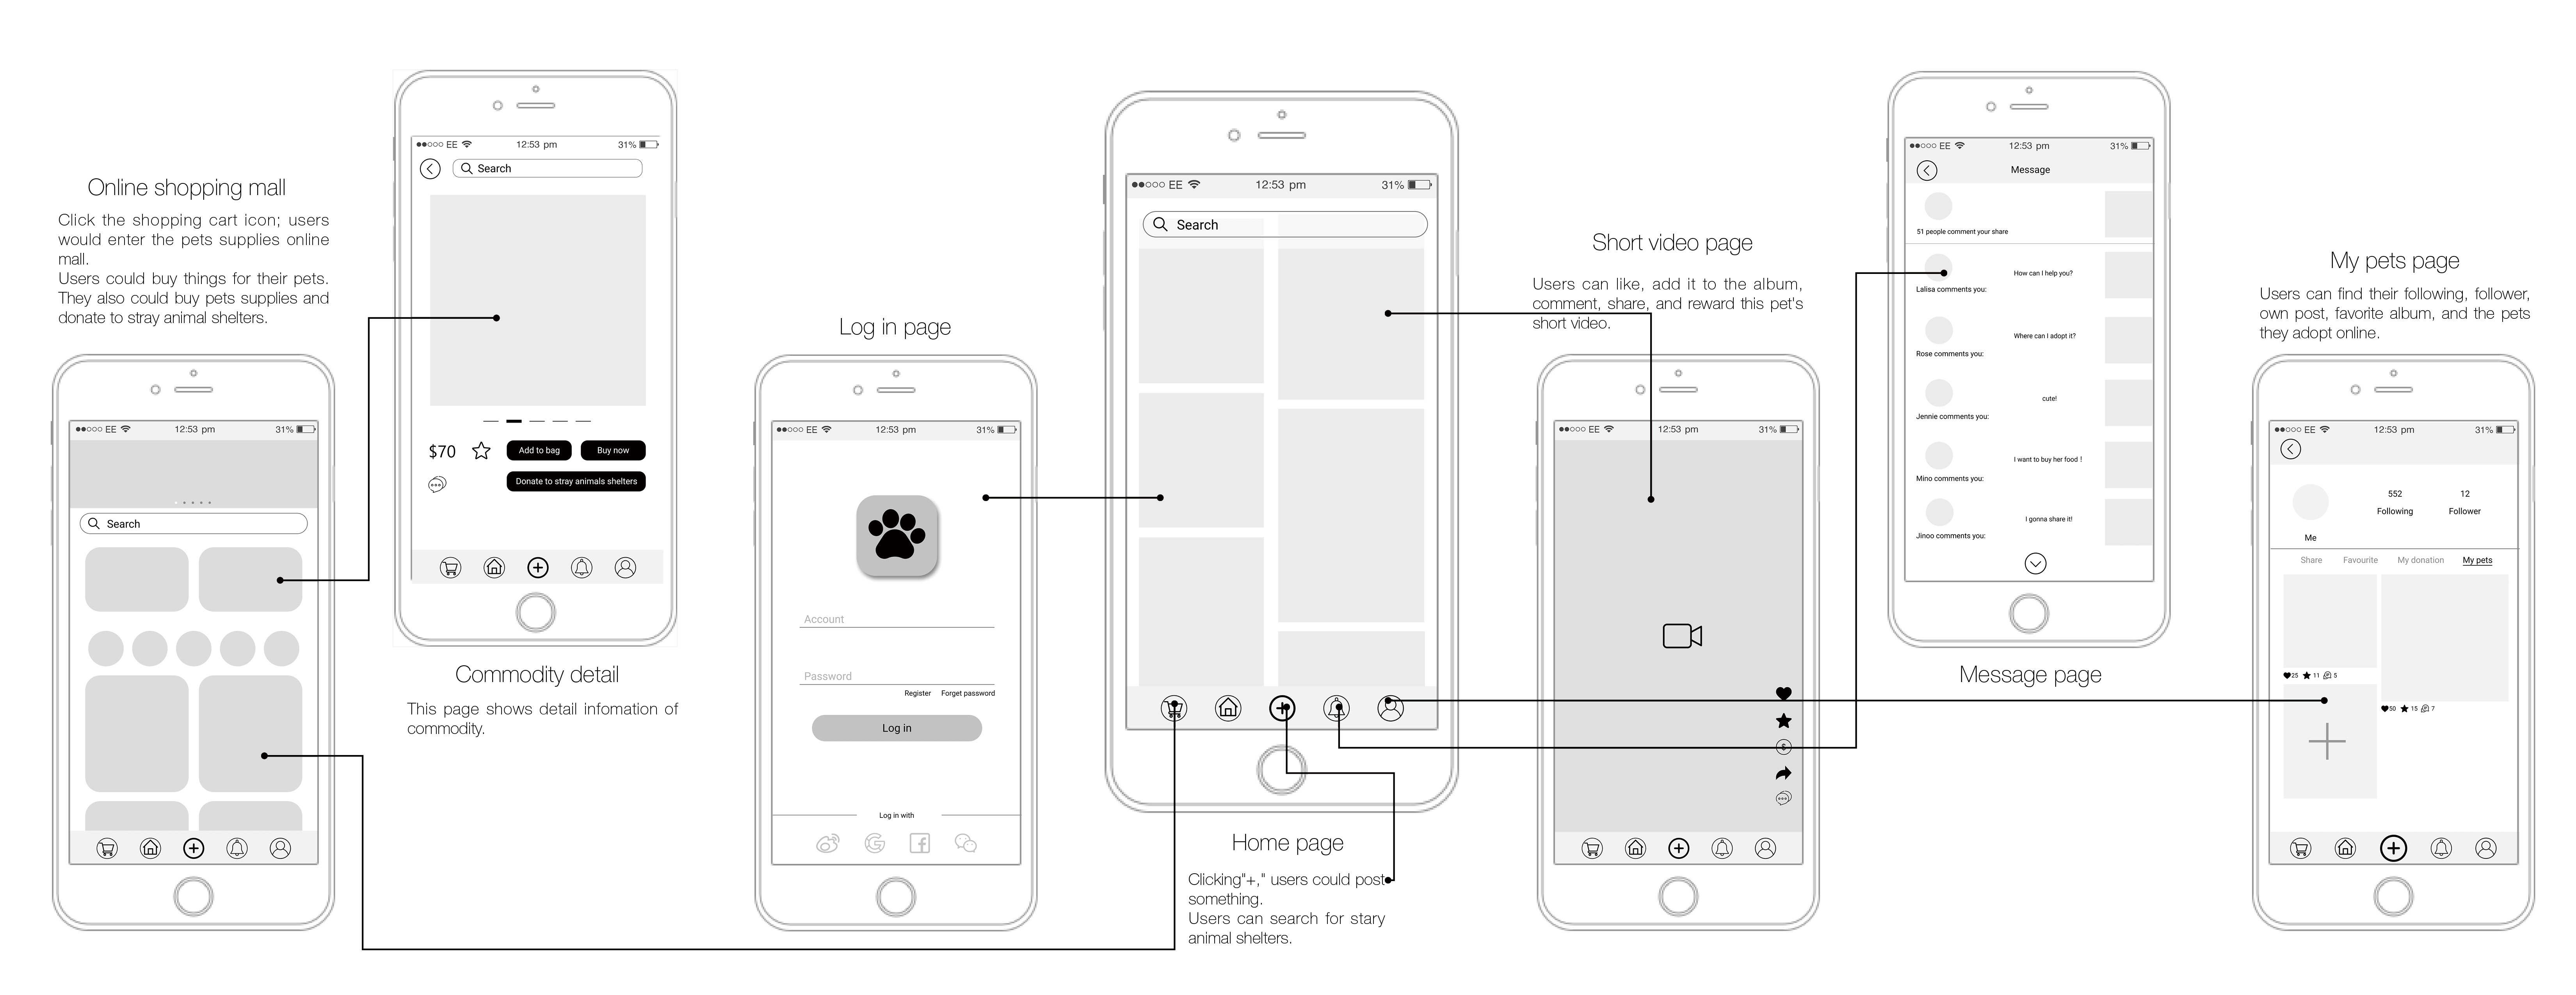 Online shopping mall
Click the shopping cart icon; users
would enter the pets supplies online
mall.
Users could buy things for their pets.
They also could buy pets supplies and
donate to stray animal shelters.
EE 12:53 pm 31%
Search
EE 12:53 pm 31%
Search
$70 Add to bag Buy now
Donate to stray animals shelters
Commodity detail
This page shows detail infomation of
commodity.
Log in page
EE 12:53 pm 31%
Account
Password
Register Forget password
Log in
Log in with
EE 12:53 pm 31%
Search
Home page
Clicking"+," users could post
something.
Users can search for stary
animal shelters.
Short video page
Users can like, add it to the album,
comment, share, and reward this pet's
short video.
EE 12:53 pm 31%
$
EE 12:53 pm 31%
Message
51 people comment your share
How can I help you?
Lalisa comments you:
Where can I adopt it?
Rose comments you:
cute!
Jennie comments you:
I want to buy her food !
Mino comments you:
I gonna share it!
Jinoo comments you:
Message page
My pets page
Users can find their following, follower,
own post, favorite album, and the pets
they adopt online.
EE 12:53 pm 31%
552 12
Following Follower
Me
Share Favourite My donation My pets
25 11 5
50 15 7